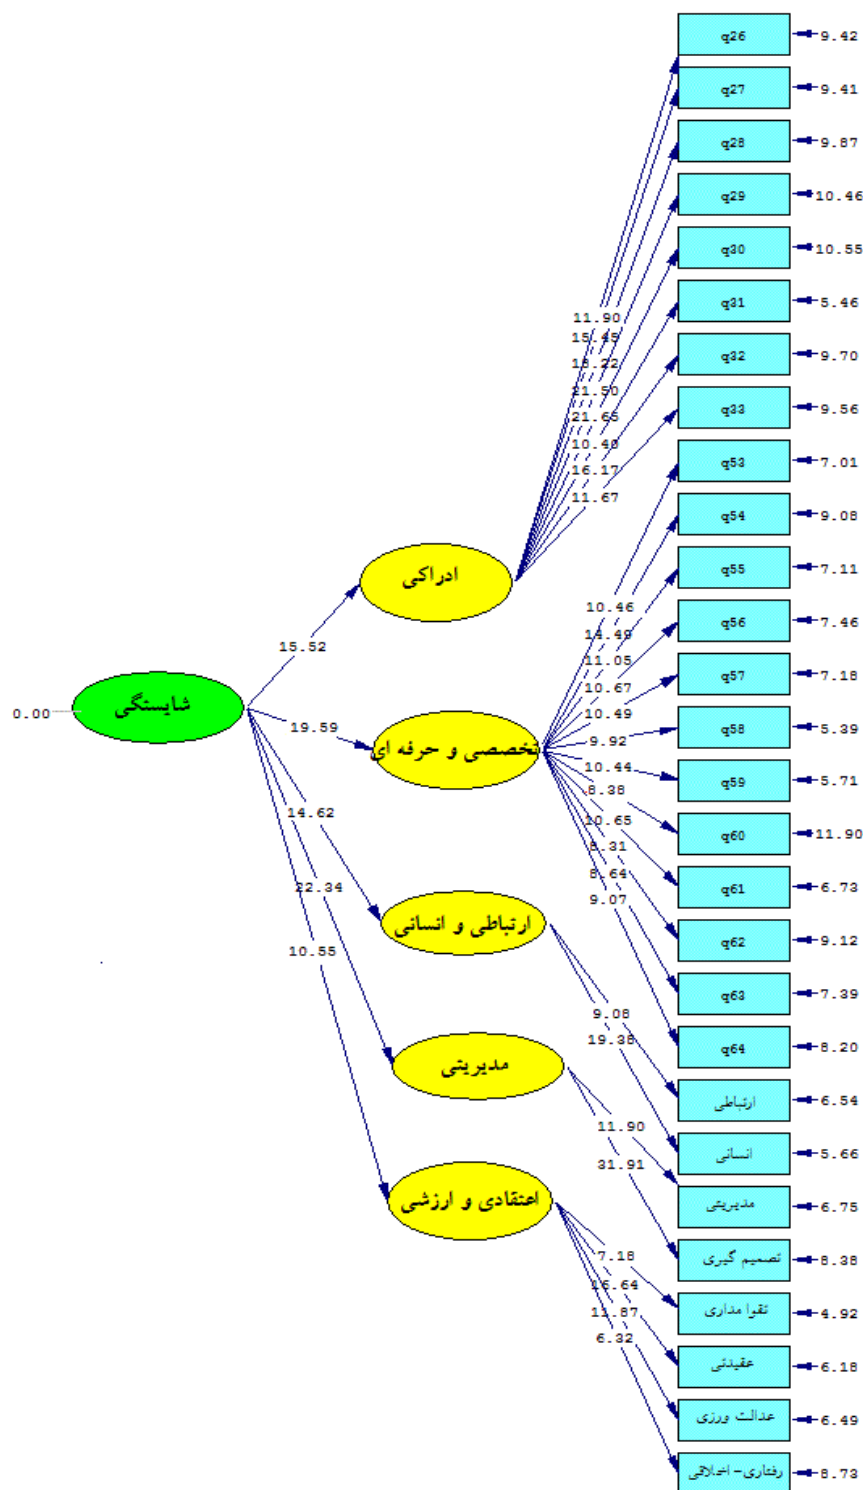 q26
9.42
q27
9.41
q28
9.87
q29
10.46
q30
10.55
q31
5.46
q32
9.70
q33
9.56
q53
7.01
q54
9.08
q55
7.11
q56
7.46
q57
7.18
q58
5.39
q59
5.71
q60
11.90
q61
6.73
q62
9.12
q63
7.39
q64
8.20
ارتباطی
6.54
انسانی
5.66
مدیریتی
6.75
تصمیم گیری
8.38
تقوا مداری
4.92
عقیدتی
6.18
عدالت ورزی
6.49
رفتاری-اخلاقی
8.73
11.90
15.45
21.50
21.65
10.40
16.17
11.67
ادراکی
15.52
شایستگی
0.00
19.59
تخصصی و حرفه ای
10.46
14.49
11.05
10.67
10.49
9.92
10.44
8.38
10.65
8.31
8.64
9.07
14.62
ارتباطی و انسانی
9.08
19.38
22.34
مدیریتی
11.90
31.91
10.55
اعتقادی و ارزشی
7.18
16.64
11.87
6.32